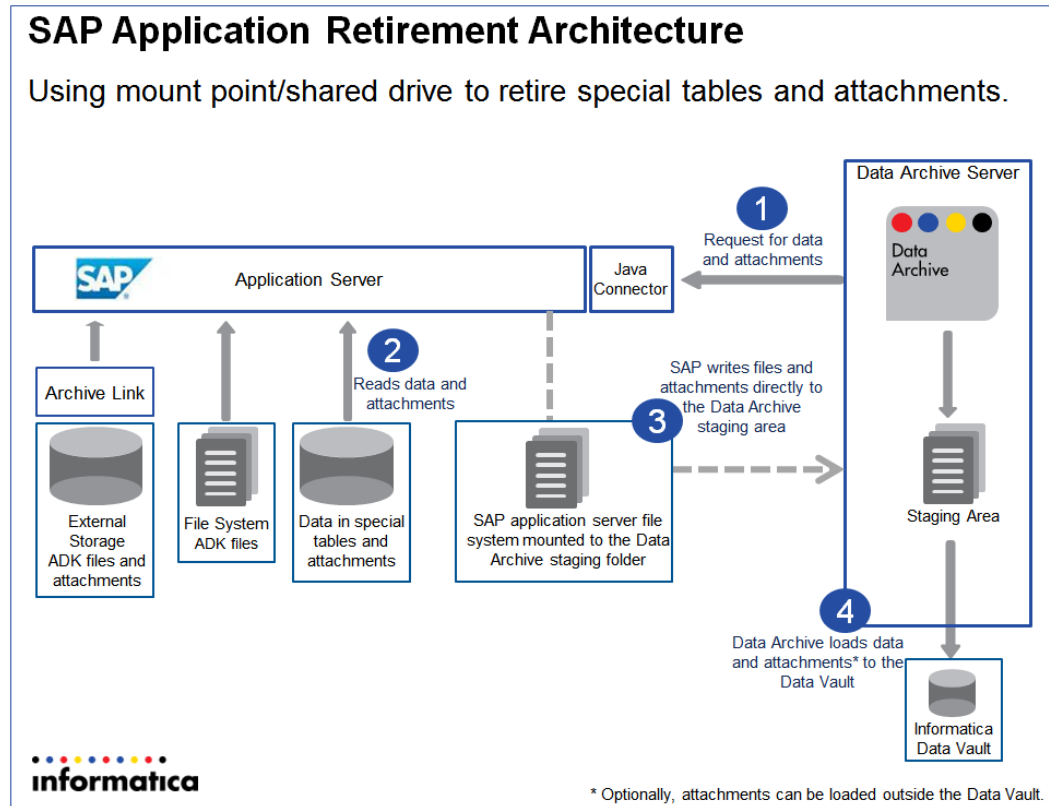 SAP Application Retirement Architecture
Using mount point/shared drive to retire special tables and attachments.
Data Archive Server
1
Request for data
and attachments
Data
Archive
SAP
®
Application Server
Java
Connector
2
Reads data and
attachments
SAP writes files and
attachments directly to
the Data Archive
staging area
Archive Link
3
External
Storage
ADK files and
attachments
File System
ADK files
Data in special
tables and
attachments
SAP application server file
system mounted to the Data
Archive staging folder
Staging Area
4
Data Archive loads data
and attachments* to the
Data Vault
Informatica
Data Vault
informatica
* Optionally, attachments can be loaded outside the Data Vault.